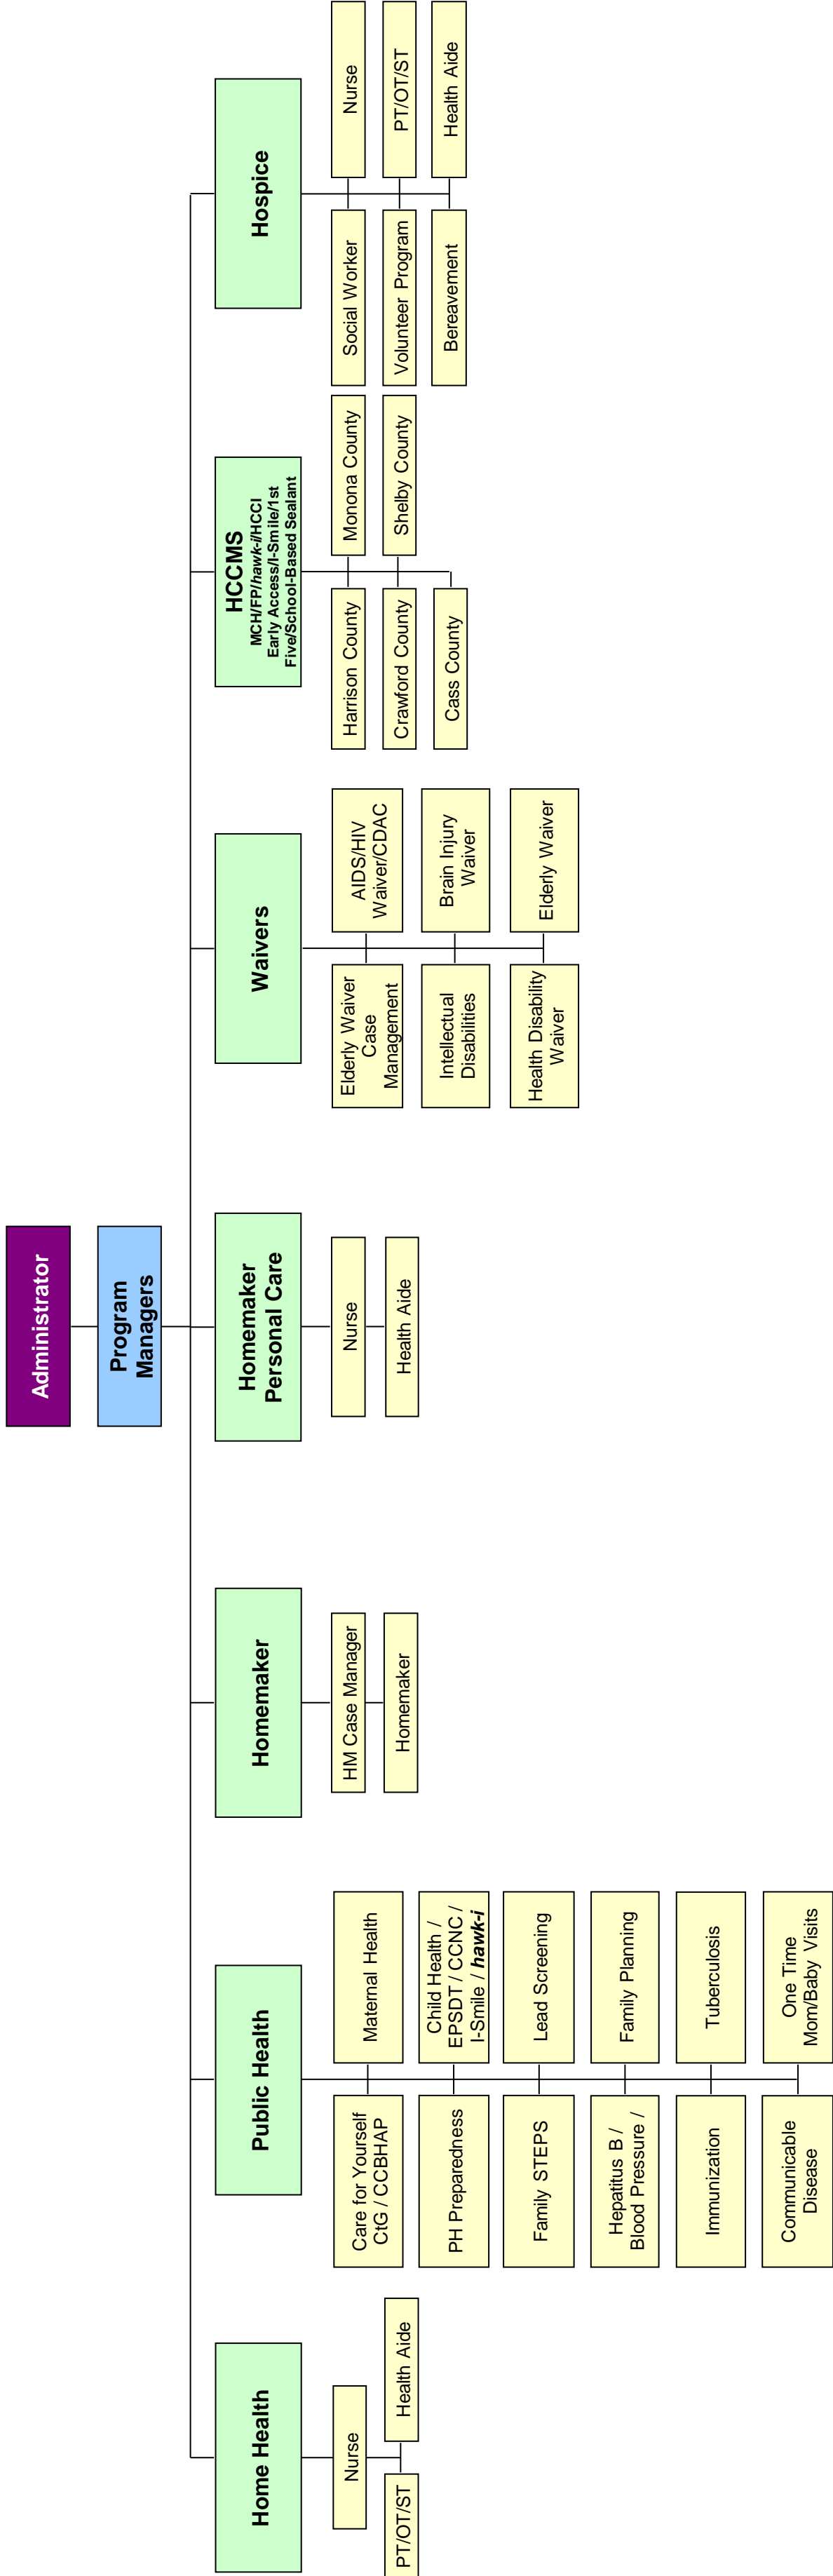 Administrator
Program
Managers
Home Health
Nurse
PT/OT/ST
Health Aide
Public Health
Care for Yourself
CtG / CCBHAP
Maternal Health
PH Preparedness
Child Health /
EPSDT / CCNC /
I-Smile / hawk-i
Family STEPS
Lead Screening
Hepatitus B /
Blood Pressure /
Family Planning
Immunization
Tuberculosis
Communicable
Disease
One Time
Mom/Baby Visits
Homemaker
HM Case Manager
Homemaker
Homemaker
Personal Care
Nurse
Health Aide
Waivers
Elderly Waiver
Case
Management
AIDS/HIV
Waiver/CDAC
Intellectual
Disabilities
Brain Injury
Waiver
Health Disability
Waiver
Elderly Waiver
HCCMS
MCH/FP/hawk-i/HCCI
Early Access/I-Smile/1st
Five/School-Based Sealant
Harrison County
Monona County
Crawford County
Shelby County
Cass County
Hospice
Social Worker
Nurse
Volunteer Program
PT/OT/ST
Bereavement
Health Aide